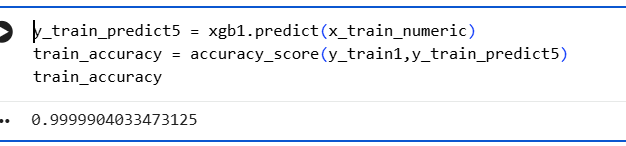 y_train_predict5 = xgb1.predict(x_train_numeric)
train_accuracy = accuracy_score(y_train1,y_train_predict5)
train_accuracy
0.9999904033473125